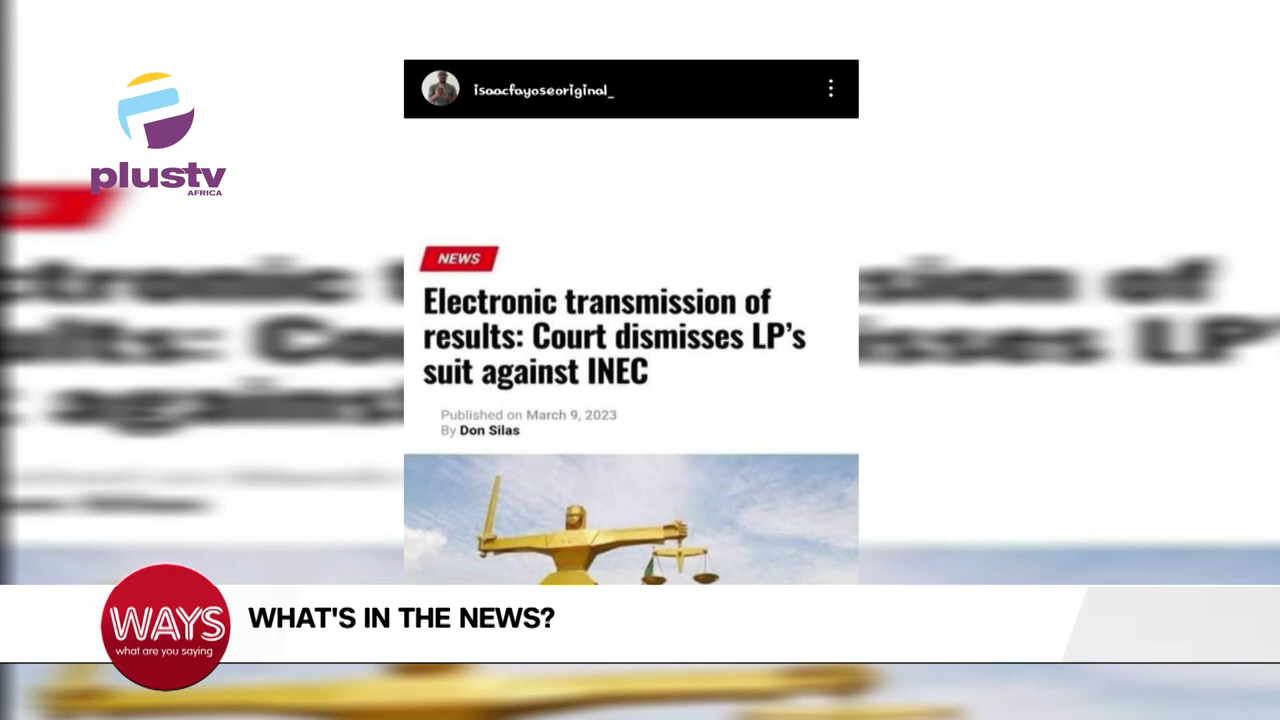 plustv
AFRICA
isaacfayoseoriginal_
NEWS
Electronic transmission of
results: Court dismisses LP’s
suit against INEC
Published on March 9, 2023
By Don Silas
WAYS
what are you saying
WHAT'S IN THE NEWS?